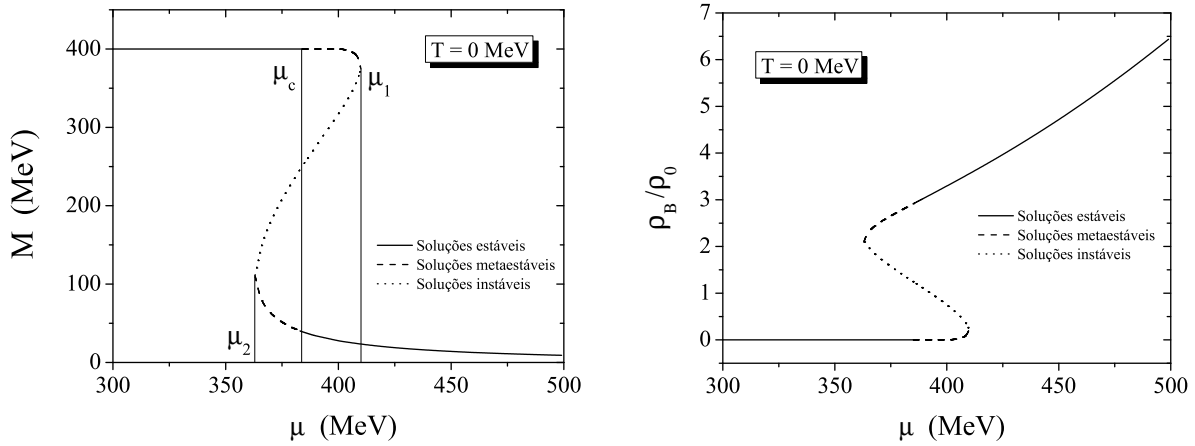 400
300
200
100
0
M (MeV)
T = 0 MeV
μc
μ1
μ2
Soluções estáveis
Soluções metaestáveis
Soluções instáveis
300 350 400 450 500
μ (MeV)
7
6
5
4
3
2
1
0
ρB/ρ0
T = 0 MeV
Soluções estáveis
Soluções metaestáveis
Soluções instáveis
300 350 400 450 500
μ (MeV)